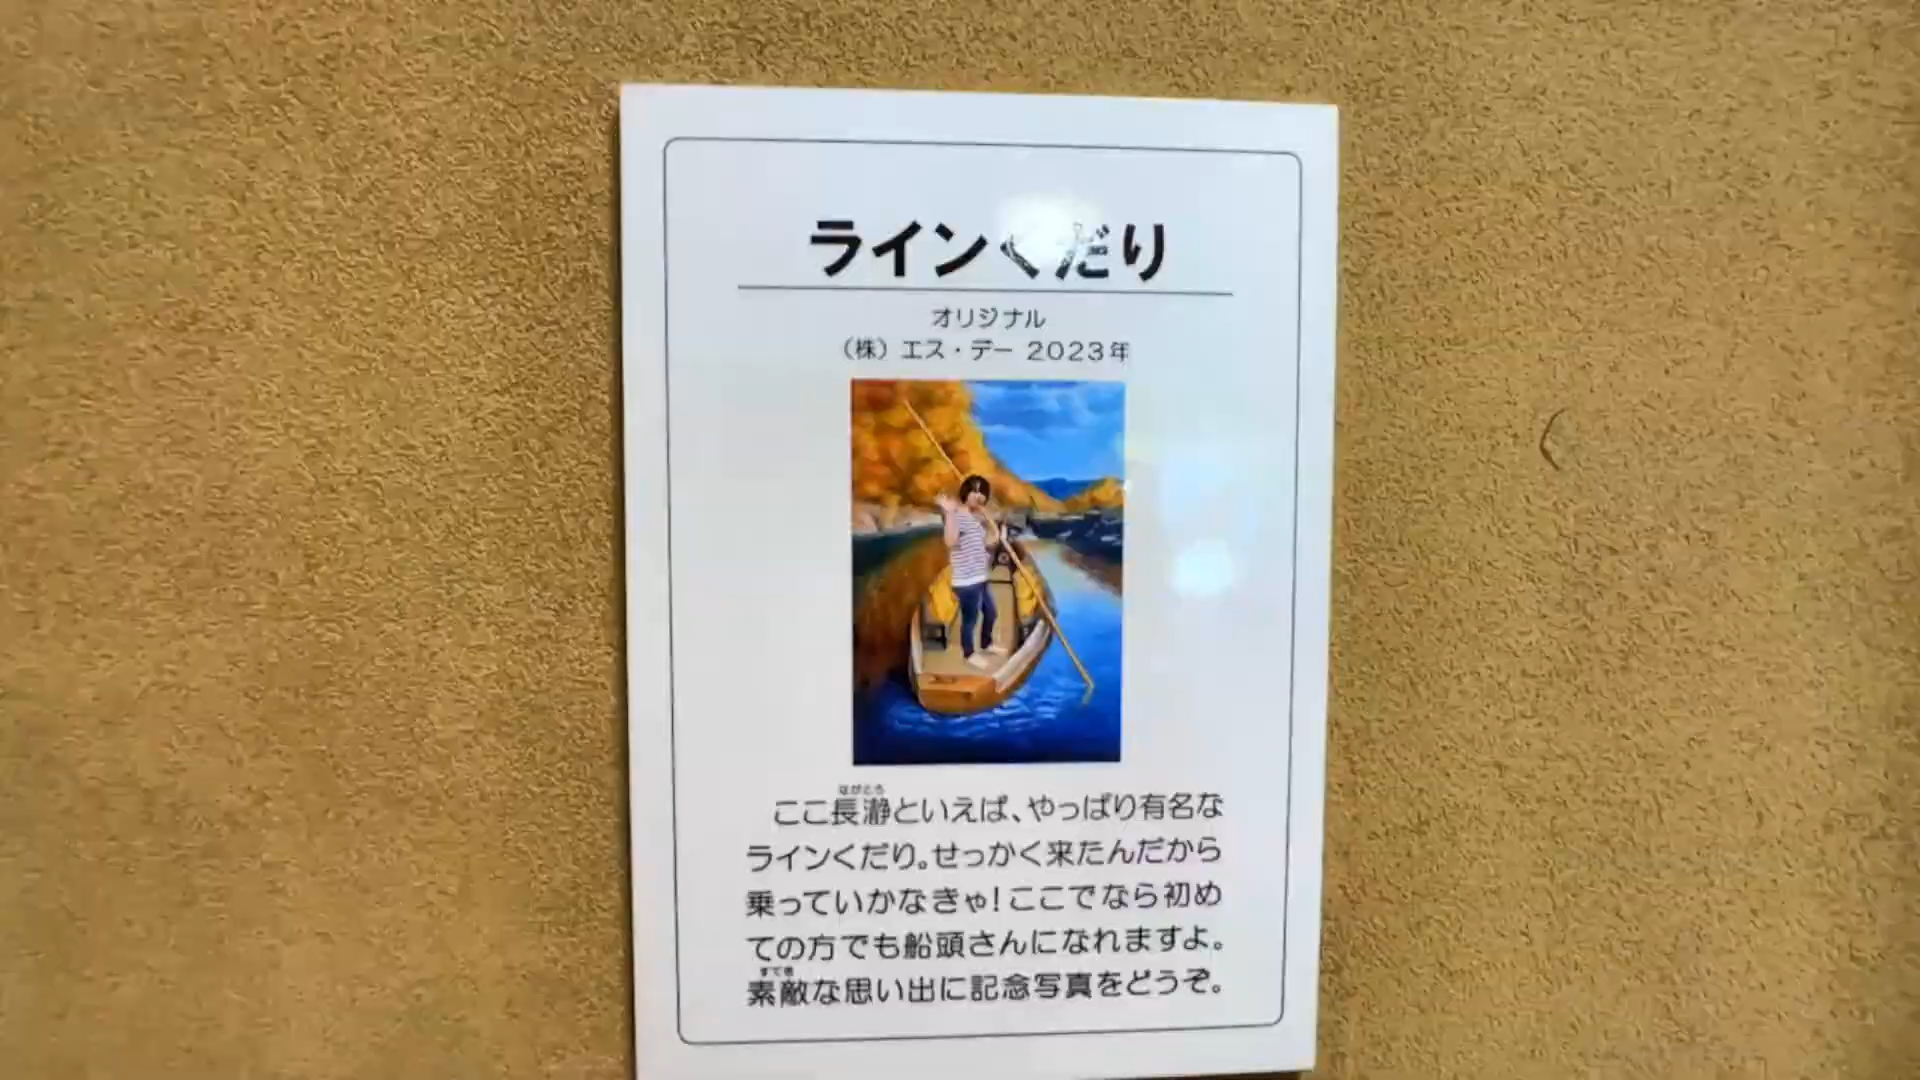 ラインくだり
オリジナル
（株）エス・デー 2023年
ながとろ
ここ長瀞といえば、やっぱり有名な
ラインくだり。せっかく来たんだから
乗っていかなきゃ！ここでなら初め
ての方でも船頭さんになれますよ。
すてき
素敵な思い出に記念写真をどうぞ。